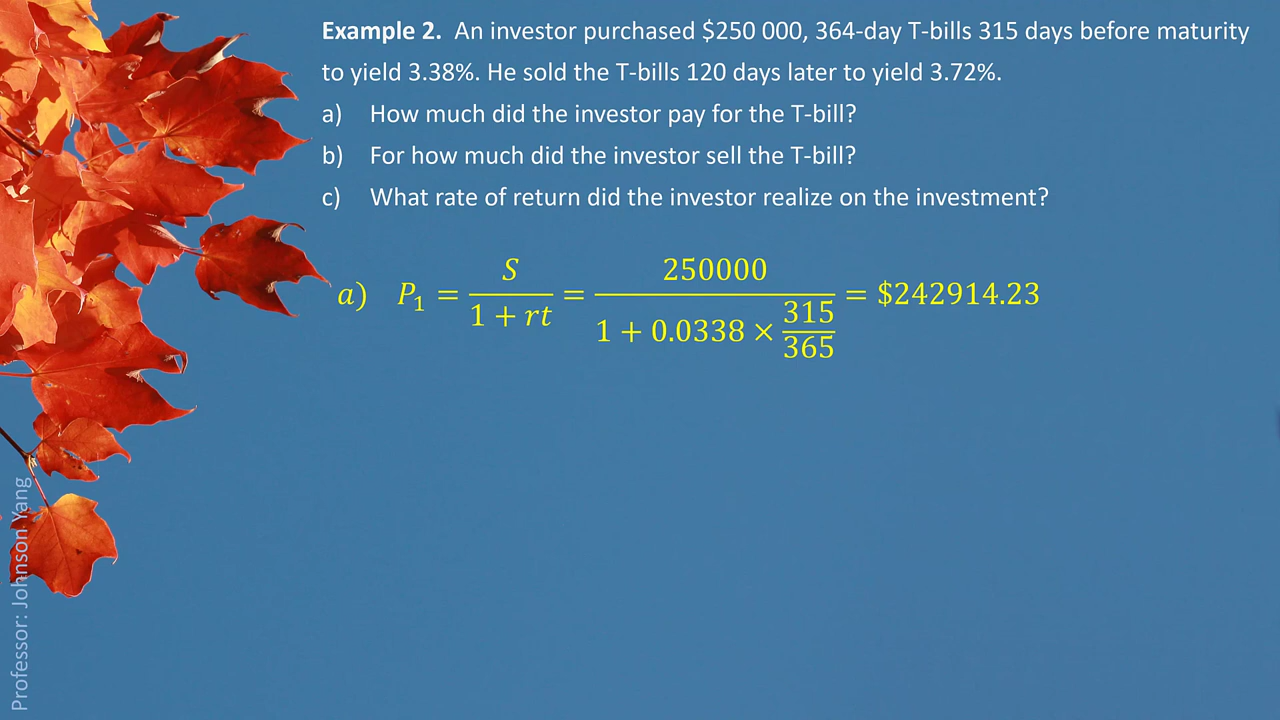 Example 2. An investor purchased $250 000, 364-day T-bills 315 days before maturity
to yield 3.38%. He sold the T-bills 120 days later to yield 3.72%.
a) How much did the investor pay for the T-bill?
b) For how much did the investor sell the T-bill?
c) What rate of return did the investor realize on the investment?
a) P₁ = S / (1 + rt) = 250000 / (1 + 0.0338 × 315/365) = $242914.23
Professor: Johnson Yang